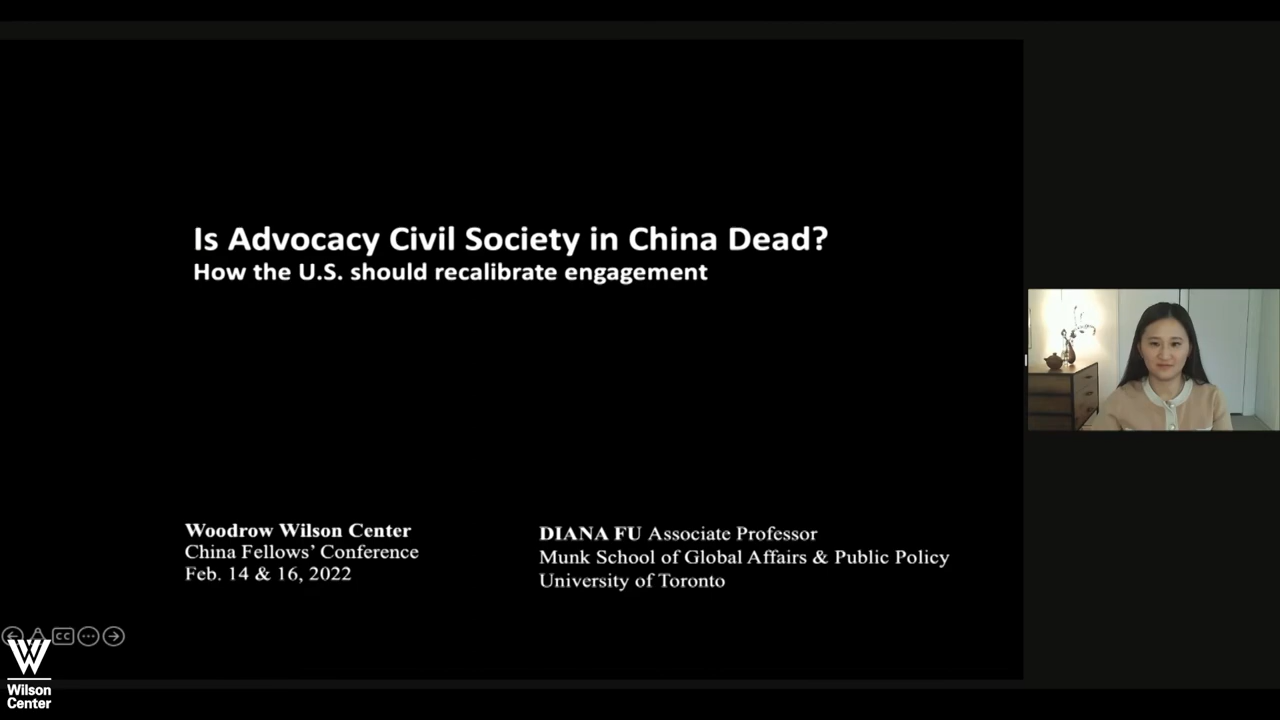 Is Advocacy Civil Society in China Dead?
How the U.S. should recalibrate engagement
Woodrow Wilson Center
China Fellows’ Conference
Feb. 14 & 16, 2022
DIANA FU Associate Professor
Munk School of Global Affairs & Public Policy
University of Toronto
CC
W
Wilson
Center